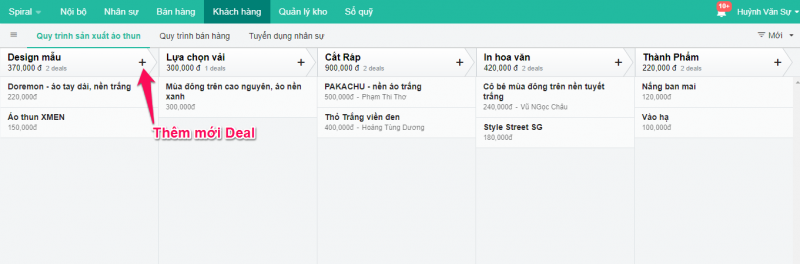 Spiral Nội bộ Nhân sự Bán hàng Khách hàng Quản lý kho Sổ quỹ 10+ Huỳnh Văn Sự
Quy trình sản xuất áo thun Quy trình bán hàng Tuyển dụng nhân sự Mới
Design mẫu
370,000 đ 2 deals
Doremon - áo tay dài, nền trắng
220,000đ
Áo thun XMEN
150,000đ
Lựa chọn vải
300,000 đ 1 deals
Mùa đông trên cao nguyên, áo nền
xanh
300,000đ
Cắt Ráp
900,000 đ 2 deals
PAKACHU - nền áo trắng
500,000đ - Phạm Thi Thơ
Thỏ Trắng viền đen
400,000đ - Hoàng Tùng Dương
In hoa văn
420,000 đ 2 deals
Cô bé mùa đông trên nền tuyết
trắng
240,000đ - Vũ NGọc Châu
Style Street SG
180,000đ
Thành Phẩm
220,000 đ 2 deals
Nắng ban mai
120,000đ
Vào hạ
100,000đ
Thêm mới Deal